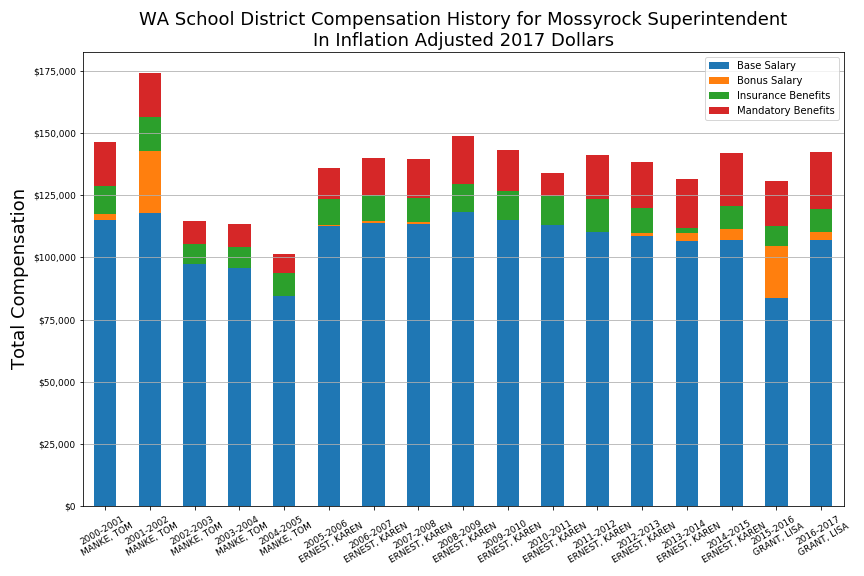 WA School District Compensation History for Mossyrock Superintendent
In Inflation Adjusted 2017 Dollars
Base Salary
Bonus Salary
Insurance Benefits
Mandatory Benefits
Total Compensation
$175,000
$150,000
$125,000
$100,000
$75,000
$50,000
$25,000
$0
2000-2001
MANKE, TOM
2001-2002
MANKE, TOM
2002-2003
MANKE, TOM
2003-2004
MANKE, TOM
2004-2005
MANKE, TOM
2005-2006
ERNEST, KAREN
2006-2007
ERNEST, KAREN
2007-2008
ERNEST, KAREN
2008-2009
ERNEST, KAREN
2009-2010
ERNEST, KAREN
2010-2011
ERNEST, KAREN
2011-2012
ERNEST, KAREN
2012-2013
ERNEST, KAREN
2013-2014
ERNEST, KAREN
2014-2015
ERNEST, KAREN
2015-2016
GRANT, LISA
2016-2017
GRANT, LISA